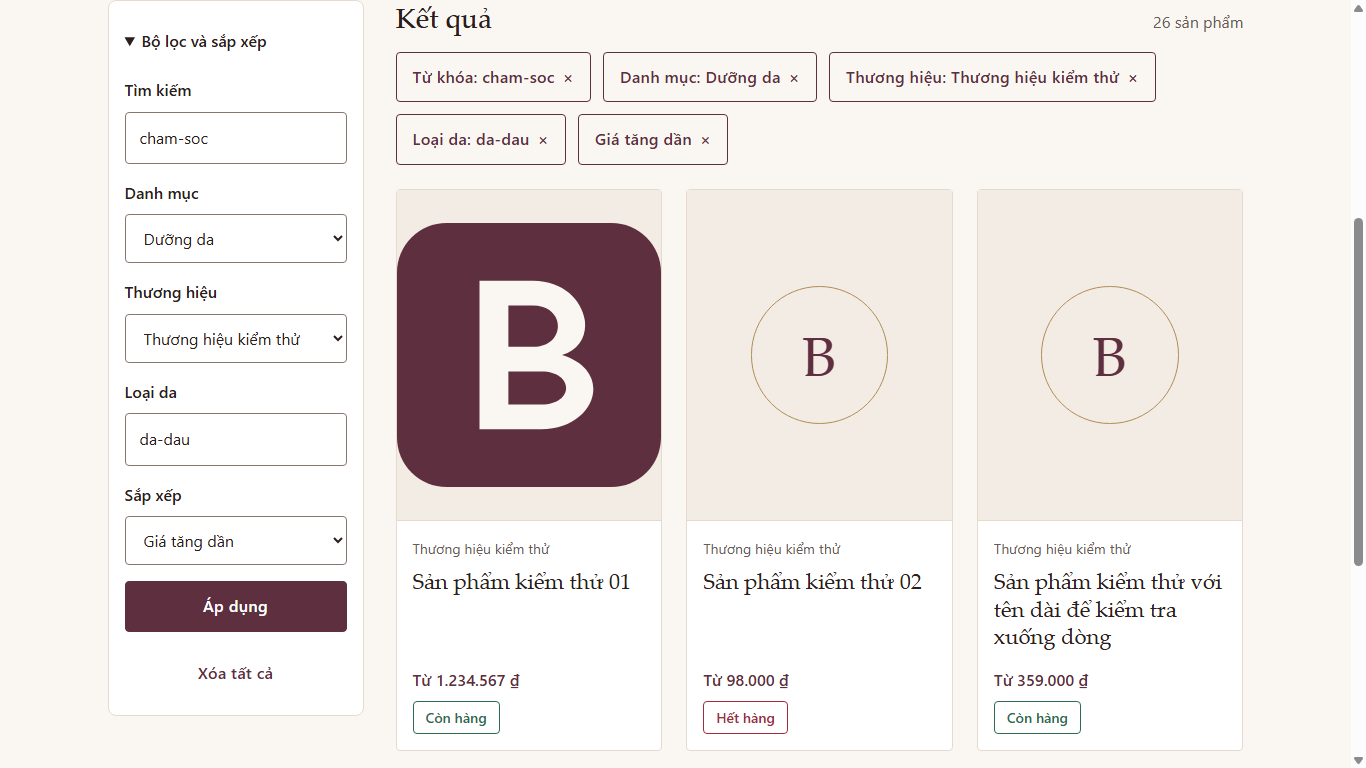 ▼ Bộ lọc và sắp xếp
Tìm kiếm
cham-soc
Danh mục
Dưỡng da
Thương hiệu
Thương hiệu kiểm thử
Loại da
da-dau
Sắp xếp
Giá tăng dần
Áp dụng
Xóa tất cả
Kết quả
26 sản phẩm
Từ khóa: cham-soc ×
Danh mục: Dưỡng da ×
Thương hiệu: Thương hiệu kiểm thử ×
Loại da: da-dau ×
Giá tăng dần ×
B
Thương hiệu kiểm thử
Sản phẩm kiểm thử 01
Từ 1.234.567 ₫
Còn hàng
B
Thương hiệu kiểm thử
Sản phẩm kiểm thử 02
Từ 98.000 ₫
Hết hàng
B
Thương hiệu kiểm thử
Sản phẩm kiểm thử với
tên dài để kiểm tra
xuống dòng
Từ 359.000 ₫
Còn hàng